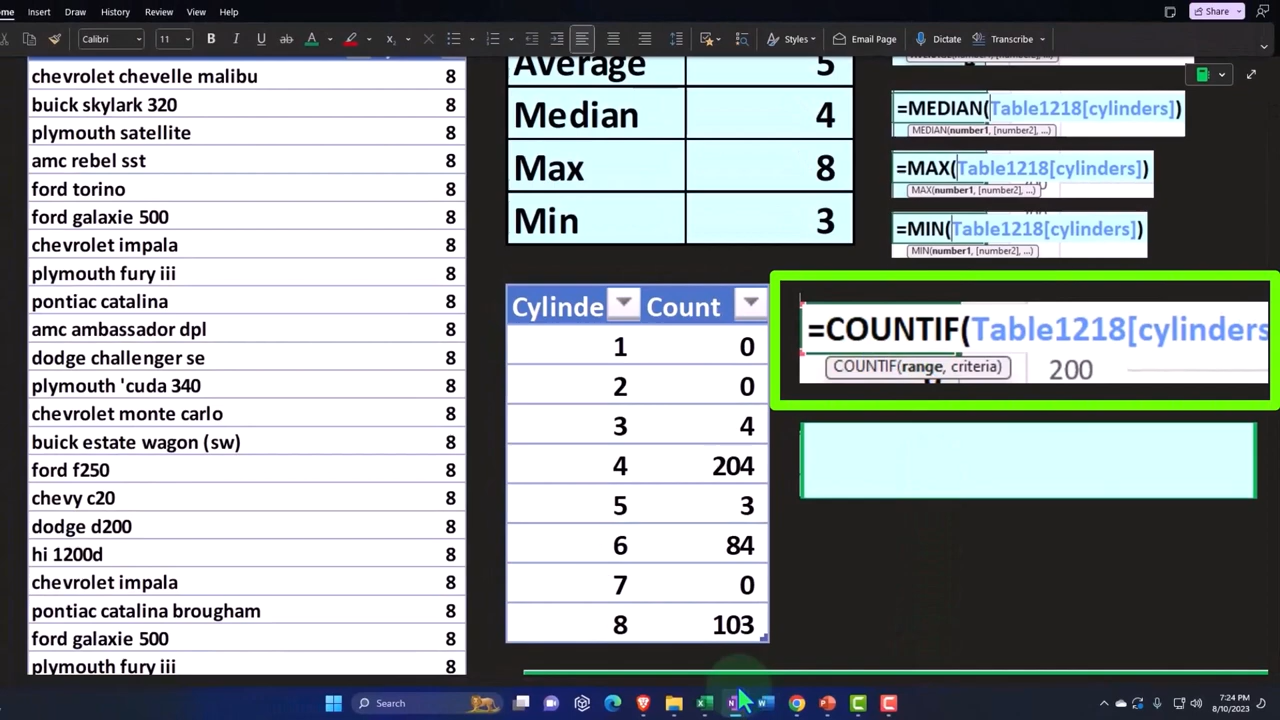 ome Insert Draw History Review View Help
Share
Calibri 11 B I U A x Styles Email Page Dictate Transcribe
chevrolet chevelle malibu 8
buick skylark 320 8
plymouth satellite 8
amc rebel sst 8
ford torino 8
ford galaxie 500 8
chevrolet impala 8
plymouth fury iii 8
pontiac catalina 8
amc ambassador dpl 8
dodge challenger se 8
plymouth 'cuda 340 8
chevrolet monte carlo 8
buick estate wagon (sw) 8
ford f250 8
chevy c20 8
dodge d200 8
hi 1200d 8
chevrolet impala 8
pontiac catalina brougham 8
ford galaxie 500 8
plymouth fury iii 8
Average 5
Median 4
Max 8
Min 3
=MEDIAN(Table1218[cylinders])
MEDIAN(number1, [number2], ...)
=MAX(Table1218[cylinders])
MAX(number1, [number2], ...)
=MIN(Table1218[cylinders])
MIN(number1, [number2], ...)
Cylinde Count
1 0
2 0
3 4
4 204
5 3
6 84
7 0
8 103
=COUNTIF(Table1218[cylinders
COUNTIF(range, criteria)
200
Search
7:24 PM
8/10/2023